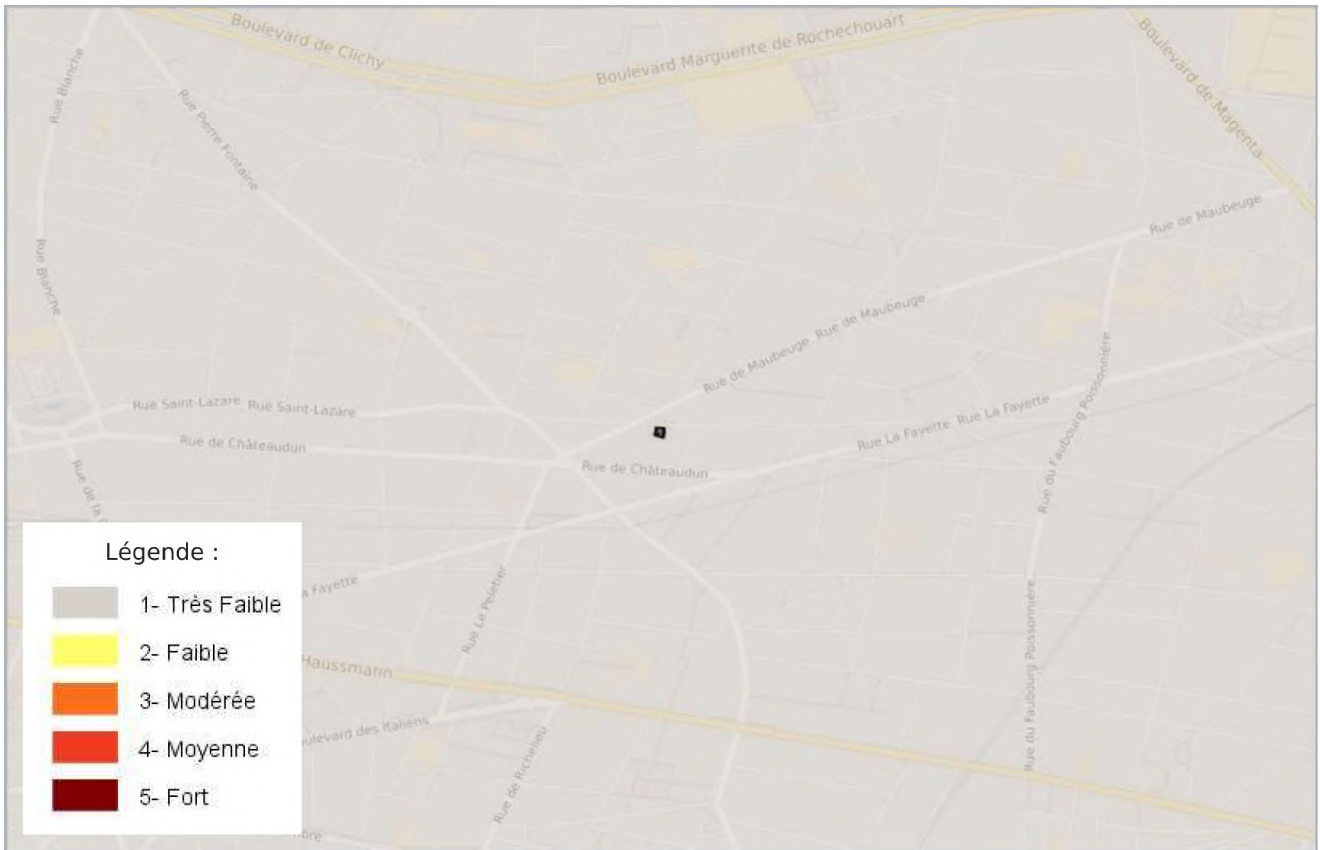 Boulevard de Clichy
Boulevard Marguerite de Rochechouart
Boulevard de Magenta
Rue Blanche
Rue Pierre Fontaine
Rue de Maubeuge
Rue Blanche
Rue de Maubeuge Rue de Maubeuge
Rue du Faubourg Poissonnière
Rue Saint-Lazare Rue Saint-Lazare
Rue La Fayette Rue La Fayette
Rue de Châteaudun
Rue de Châteaudun
Rue de la
Fayette
Rue Le Peletier
Rue du Faubourg Poissonnière
Haussmann
des Italiens
Rue de Richelieu
Légende :
1- Très Faible
2- Faible
3- Modérée
4- Moyenne
5- Fort